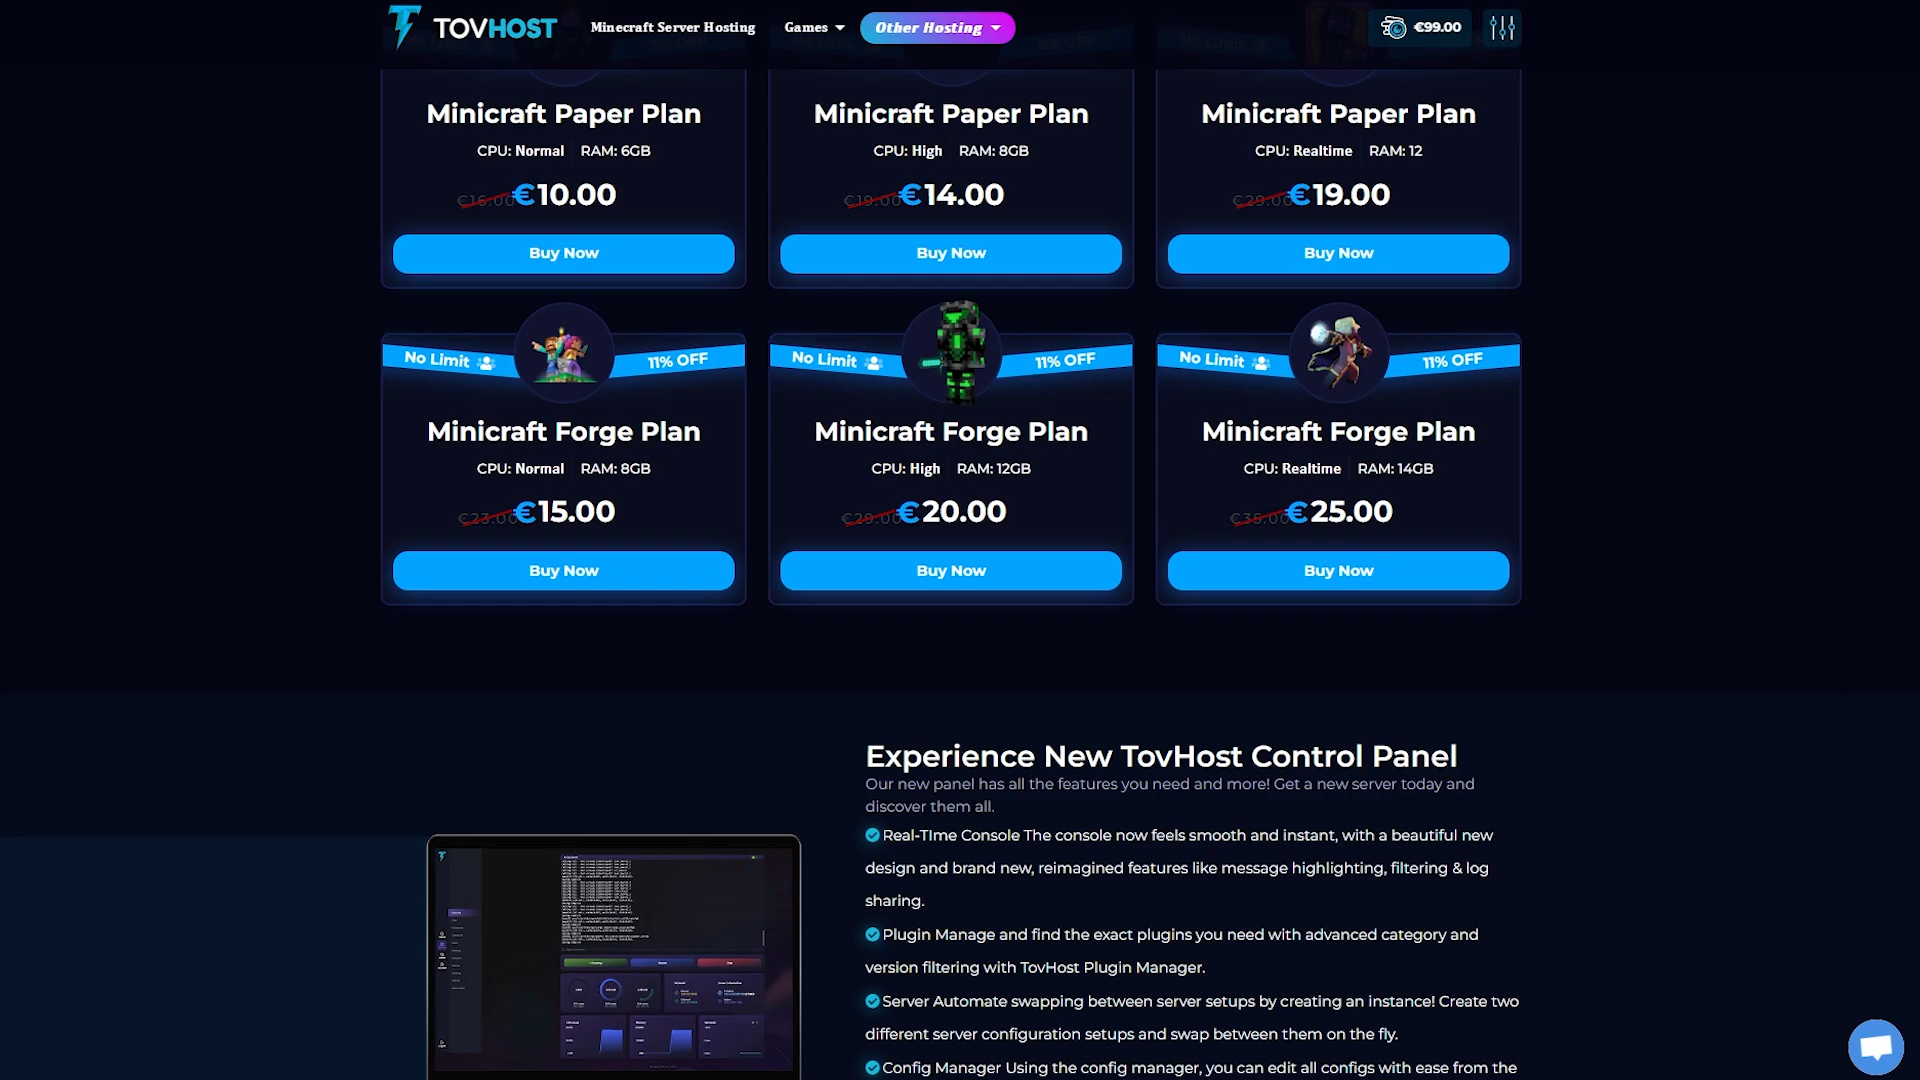 TOVHOST
Minecraft Server Hosting
Games
Other Hosting
€99.00
Minicraft Paper Plan
CPU: Normal RAM: 6GB
€16.00 €10.00
Buy Now
Minicraft Paper Plan
CPU: High RAM: 8GB
€19.00 €14.00
Buy Now
Minicraft Paper Plan
CPU: Realtime RAM: 12
€29.00 €19.00
Buy Now
No Limit
11% OFF
Minicraft Forge Plan
CPU: Normal RAM: 8GB
€23.00 €15.00
Buy Now
No Limit
11% OFF
Minicraft Forge Plan
CPU: High RAM: 12GB
€29.00 €20.00
Buy Now
No Limit
11% OFF
Minicraft Forge Plan
CPU: Realtime RAM: 14GB
€35.00 €25.00
Buy Now
Experience New TovHost Control Panel
Our new panel has all the features you need and more! Get a new server today and
discover them all.
Real-TIme Console The console now feels smooth and instant, with a beautiful new
design and brand new, reimagined features like message highlighting, filtering & log
sharing.
Plugin Manage and find the exact plugins you need with advanced category and
version filtering with TovHost Plugin Manager.
Server Automate swapping between server setups by creating an instance! Create two
different server configuration setups and swap between them on the fly.
Config Manager Using the config manager, you can edit all configs with ease from the